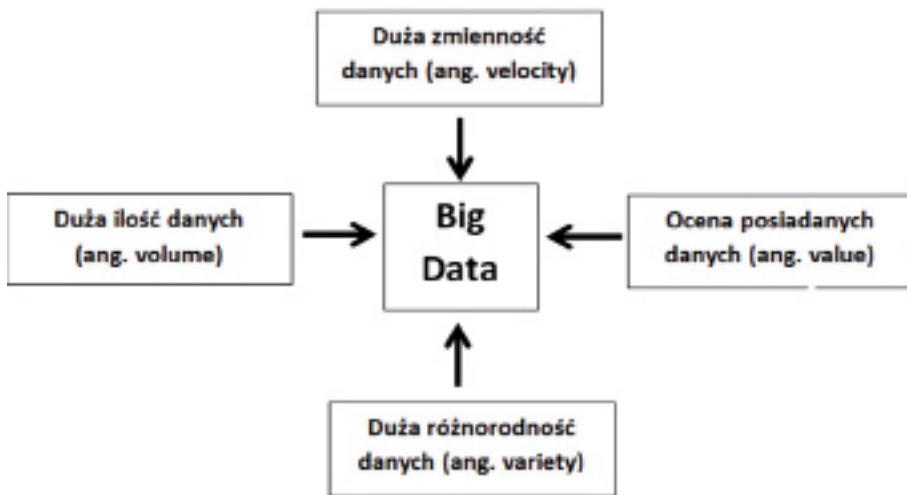 Duża zmienność
danych (ang. velocity)
Duża ilość danych
(ang. volume)
Big
Data
Ocena posiadanych
danych (ang. value)
Duża różnorodność
danych (ang. variety)